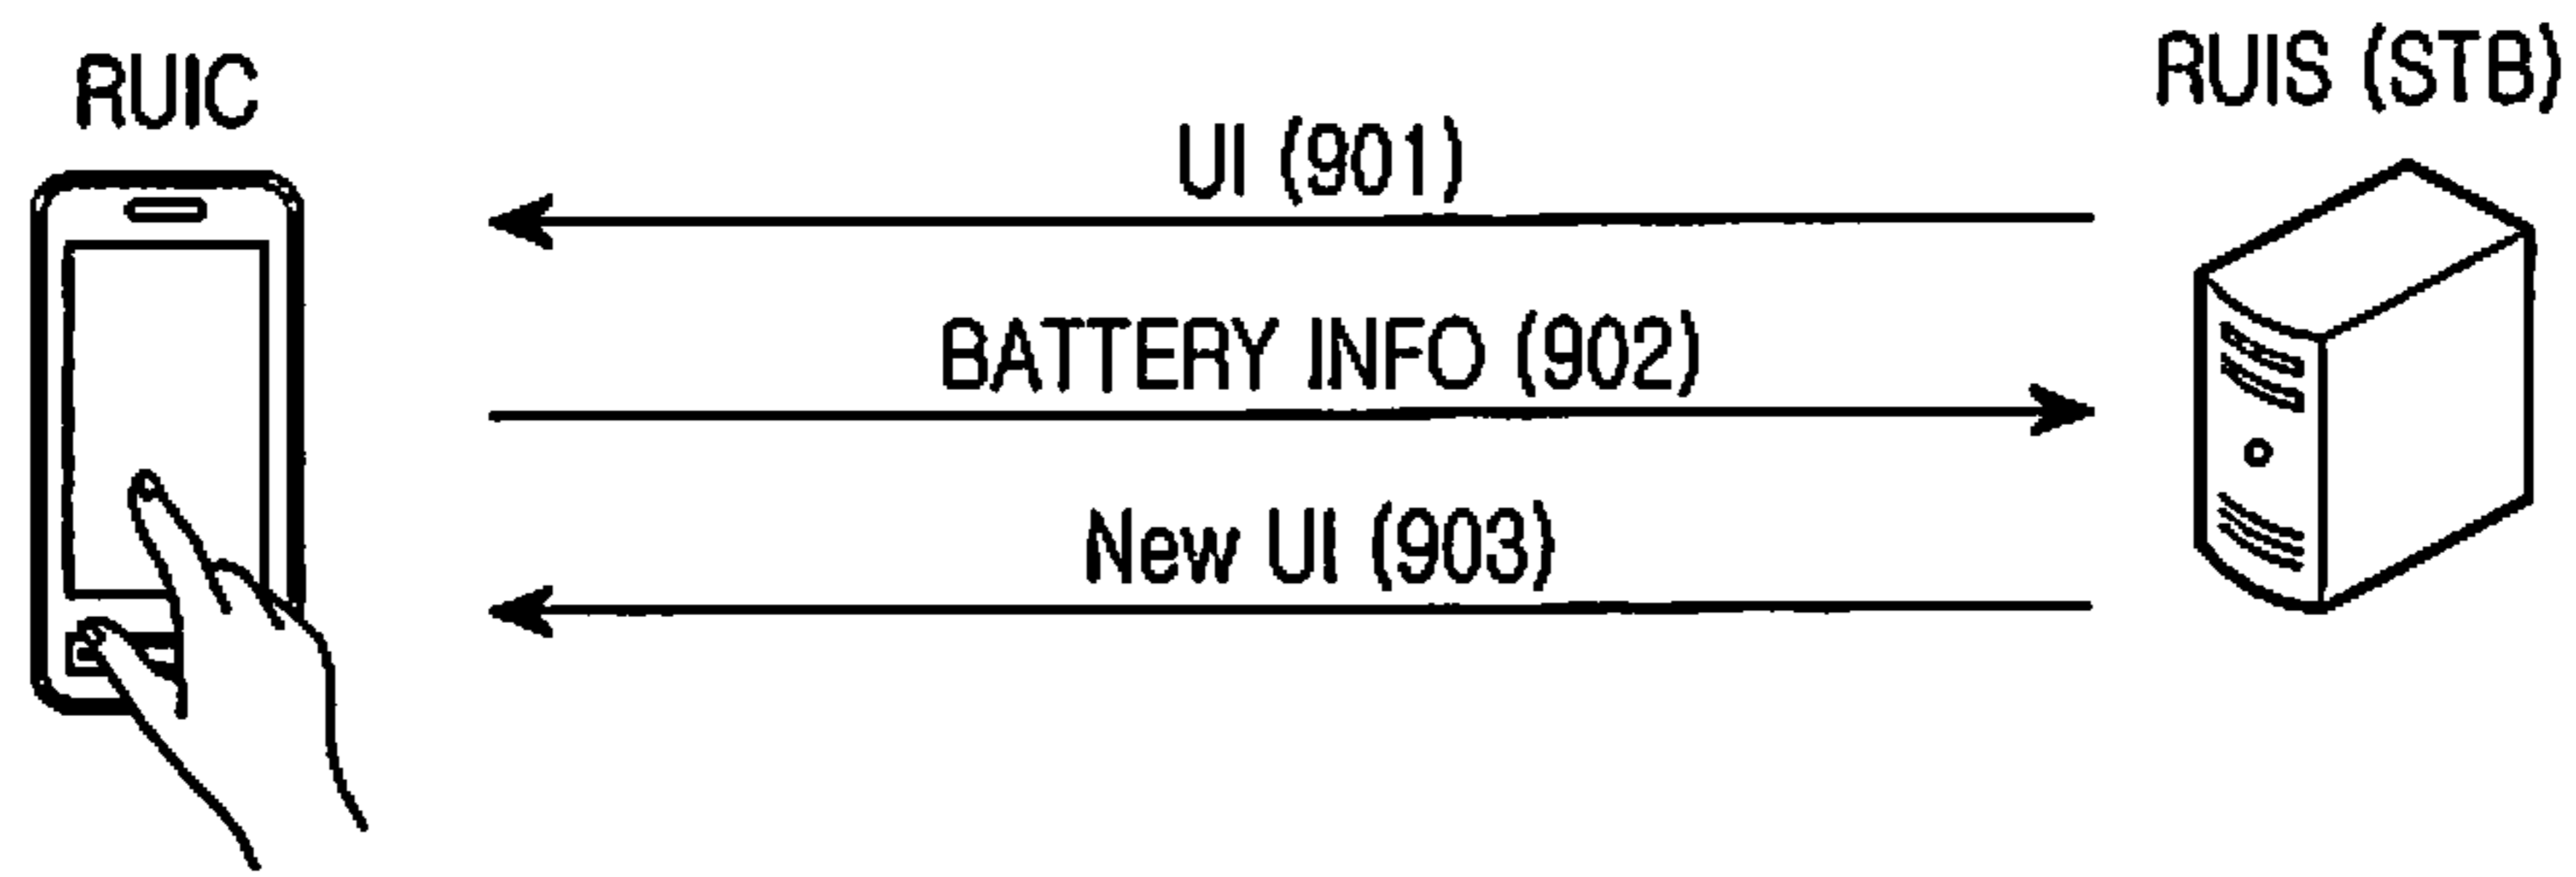 RUIC
RUIS (STB)
UI (901)
BATTERY INFO (902)
New UI (903)